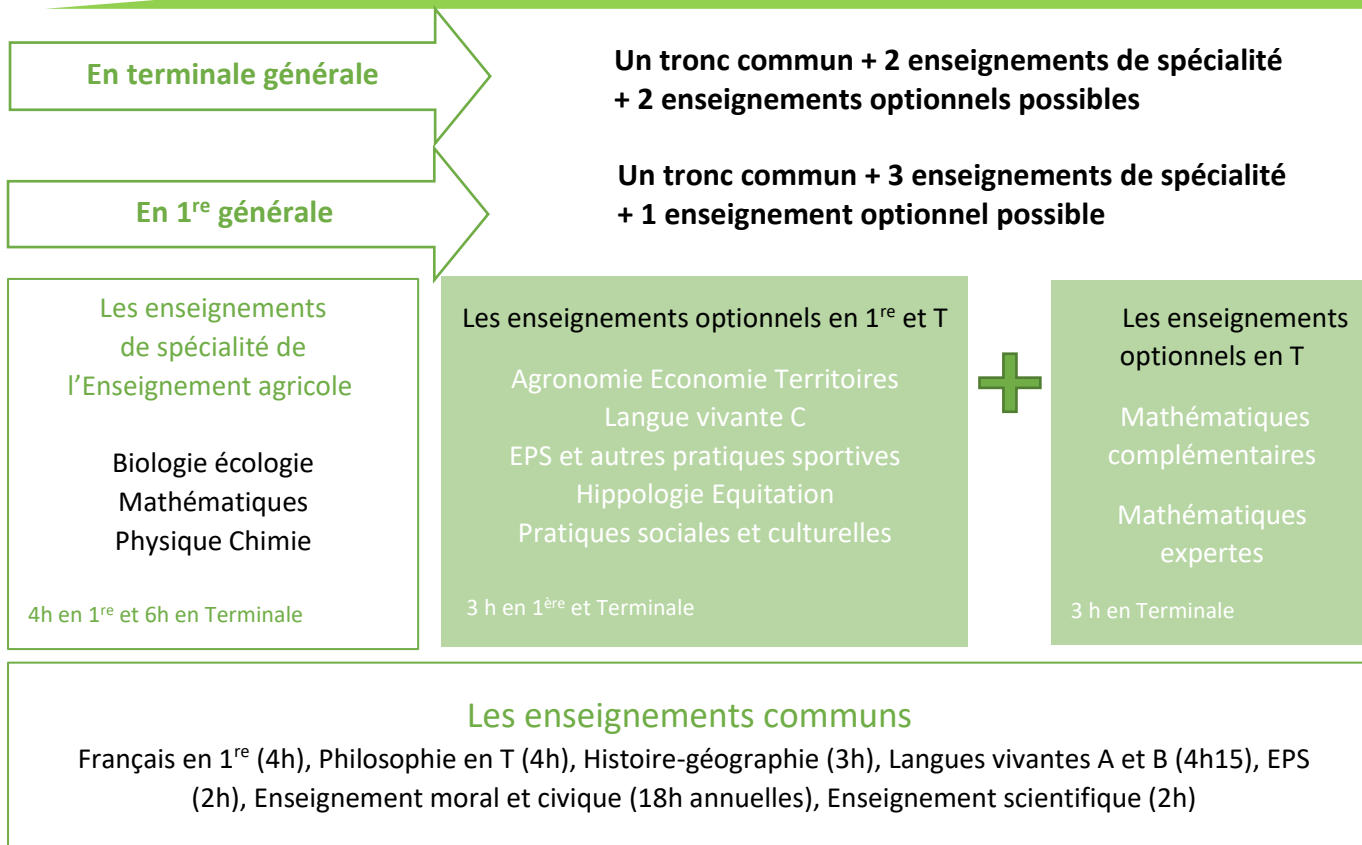 En terminale générale
Un tronc commun + 2 enseignements de spécialité
+ 2 enseignements optionnels possibles
En 1re générale
Un tronc commun + 3 enseignements de spécialité
+ 1 enseignement optionnel possible
Les enseignements
de spécialité de
l’Enseignement agricole
Biologie écologie
Mathématiques
Physique Chimie
4h en 1re et 6h en Terminale
Les enseignements optionnels en 1re et T
Agronomie Economie Territoires
Langue vivante C
EPS et autres pratiques sportives
Hippologie Equitation
Pratiques sociales et culturelles
3 h en 1ère et Terminale
Les enseignements
optionnels en T
Mathématiques
complémentaires
Mathématiques
expertes
3 h en Terminale
Les enseignements communs
Français en 1re (4h), Philosophie en T (4h), Histoire-géographie (3h), Langues vivantes A et B (4h15), EPS
(2h), Enseignement moral et civique (18h annuelles), Enseignement scientifique (2h)